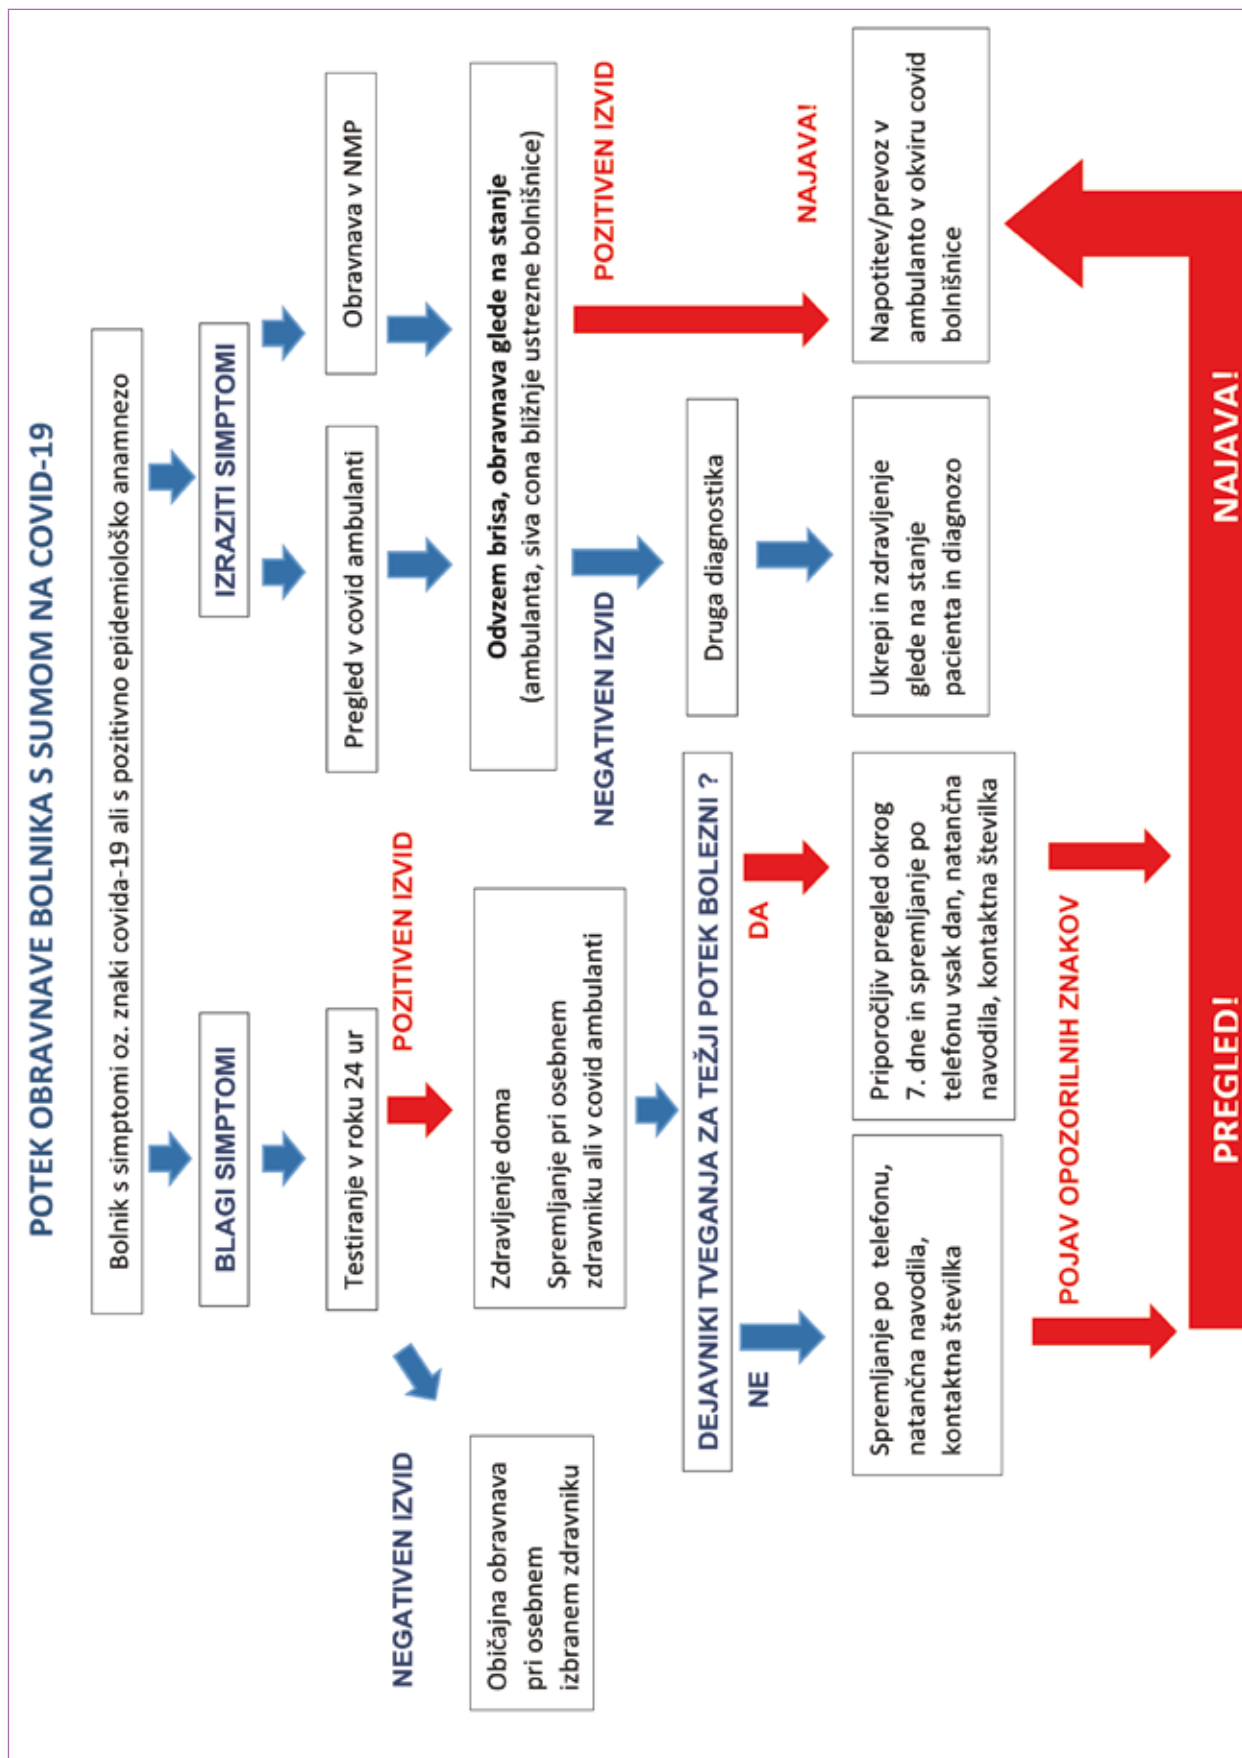 POTEK OBRAVNAVE BOLNIKA S SUMOM NA COVID-19
Bolnik s simptomi oz. znaki covida-19 ali s pozitivno epidemiološko anamnezo
BLAGI SIMPTOMI
IZRAZITI SIMPTOMI
Testiranje v roku 24 ur
Pregled v covid ambulanti
Obravnava v NMP
NEGATIVEN IZVID
POZITIVEN IZVID
Običajna obravnava
pri osebnem
izbranem zdravniku
Zdravljenje doma
Spremljanje pri osebnem
zdravniku ali v covid ambulanti
Odvzem brisa, obravnava glede na stanje
(ambulanta, siva cona bližnje ustrezne bolnišnice)
NEGATIVEN IZVID
POZITIVEN IZVID
DEJAVNIKI TVEGANJA ZA TEŽJI POTEK BOLEZNI ?
Druga diagnostika
NE
DA
NAJAVA!
Spremljanje po telefonu,
natančna navodila,
kontaktna številka
Priporočljiv pregled okrog
7. dne in spremljanje po
telefonu vsak dan, natančna
navodila, kontaktna številka
Ukrepi in zdravljenje
glede na stanje
pacienta in diagnozo
Napotitev/prevoz v
ambulanto v okviru covid
bolnišnice
POJAV OPOZORILNIH ZNAKOV
PREGLED!
NAJAVA!